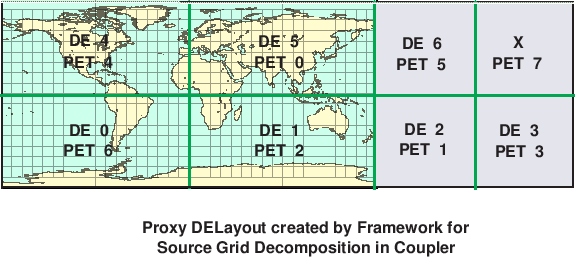 DE 4
PET 4
DE 5
PET 0
DE 6
PET 5
X
PET 7
DE 0
PET 6
DE 1
PET 2
DE 2
PET 1
DE 3
PET 3
Proxy DELayout created by Framework for
Source Grid Decomposition in Coupler